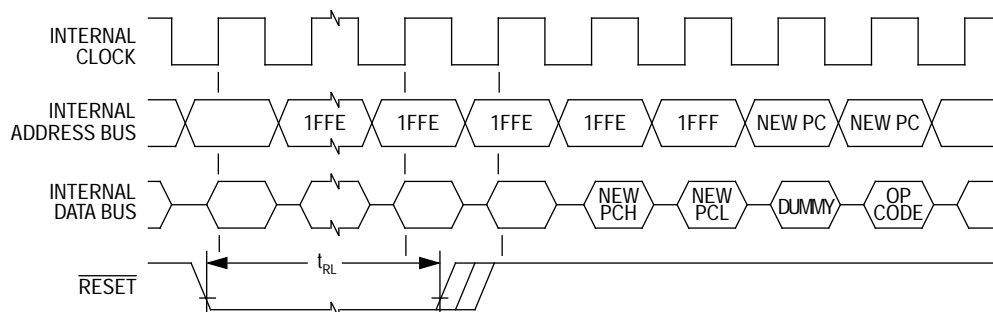 INTERNAL
CLOCK
INTERNAL
ADDRESS BUS
1FFE
1FFE
1FFE
1FFE
1FFF
NEW PC
NEW PC
INTERNAL
DATA BUS
NEW
PCH
NEW
PCL
DUMMY
OP
CODE
RESET
tRL